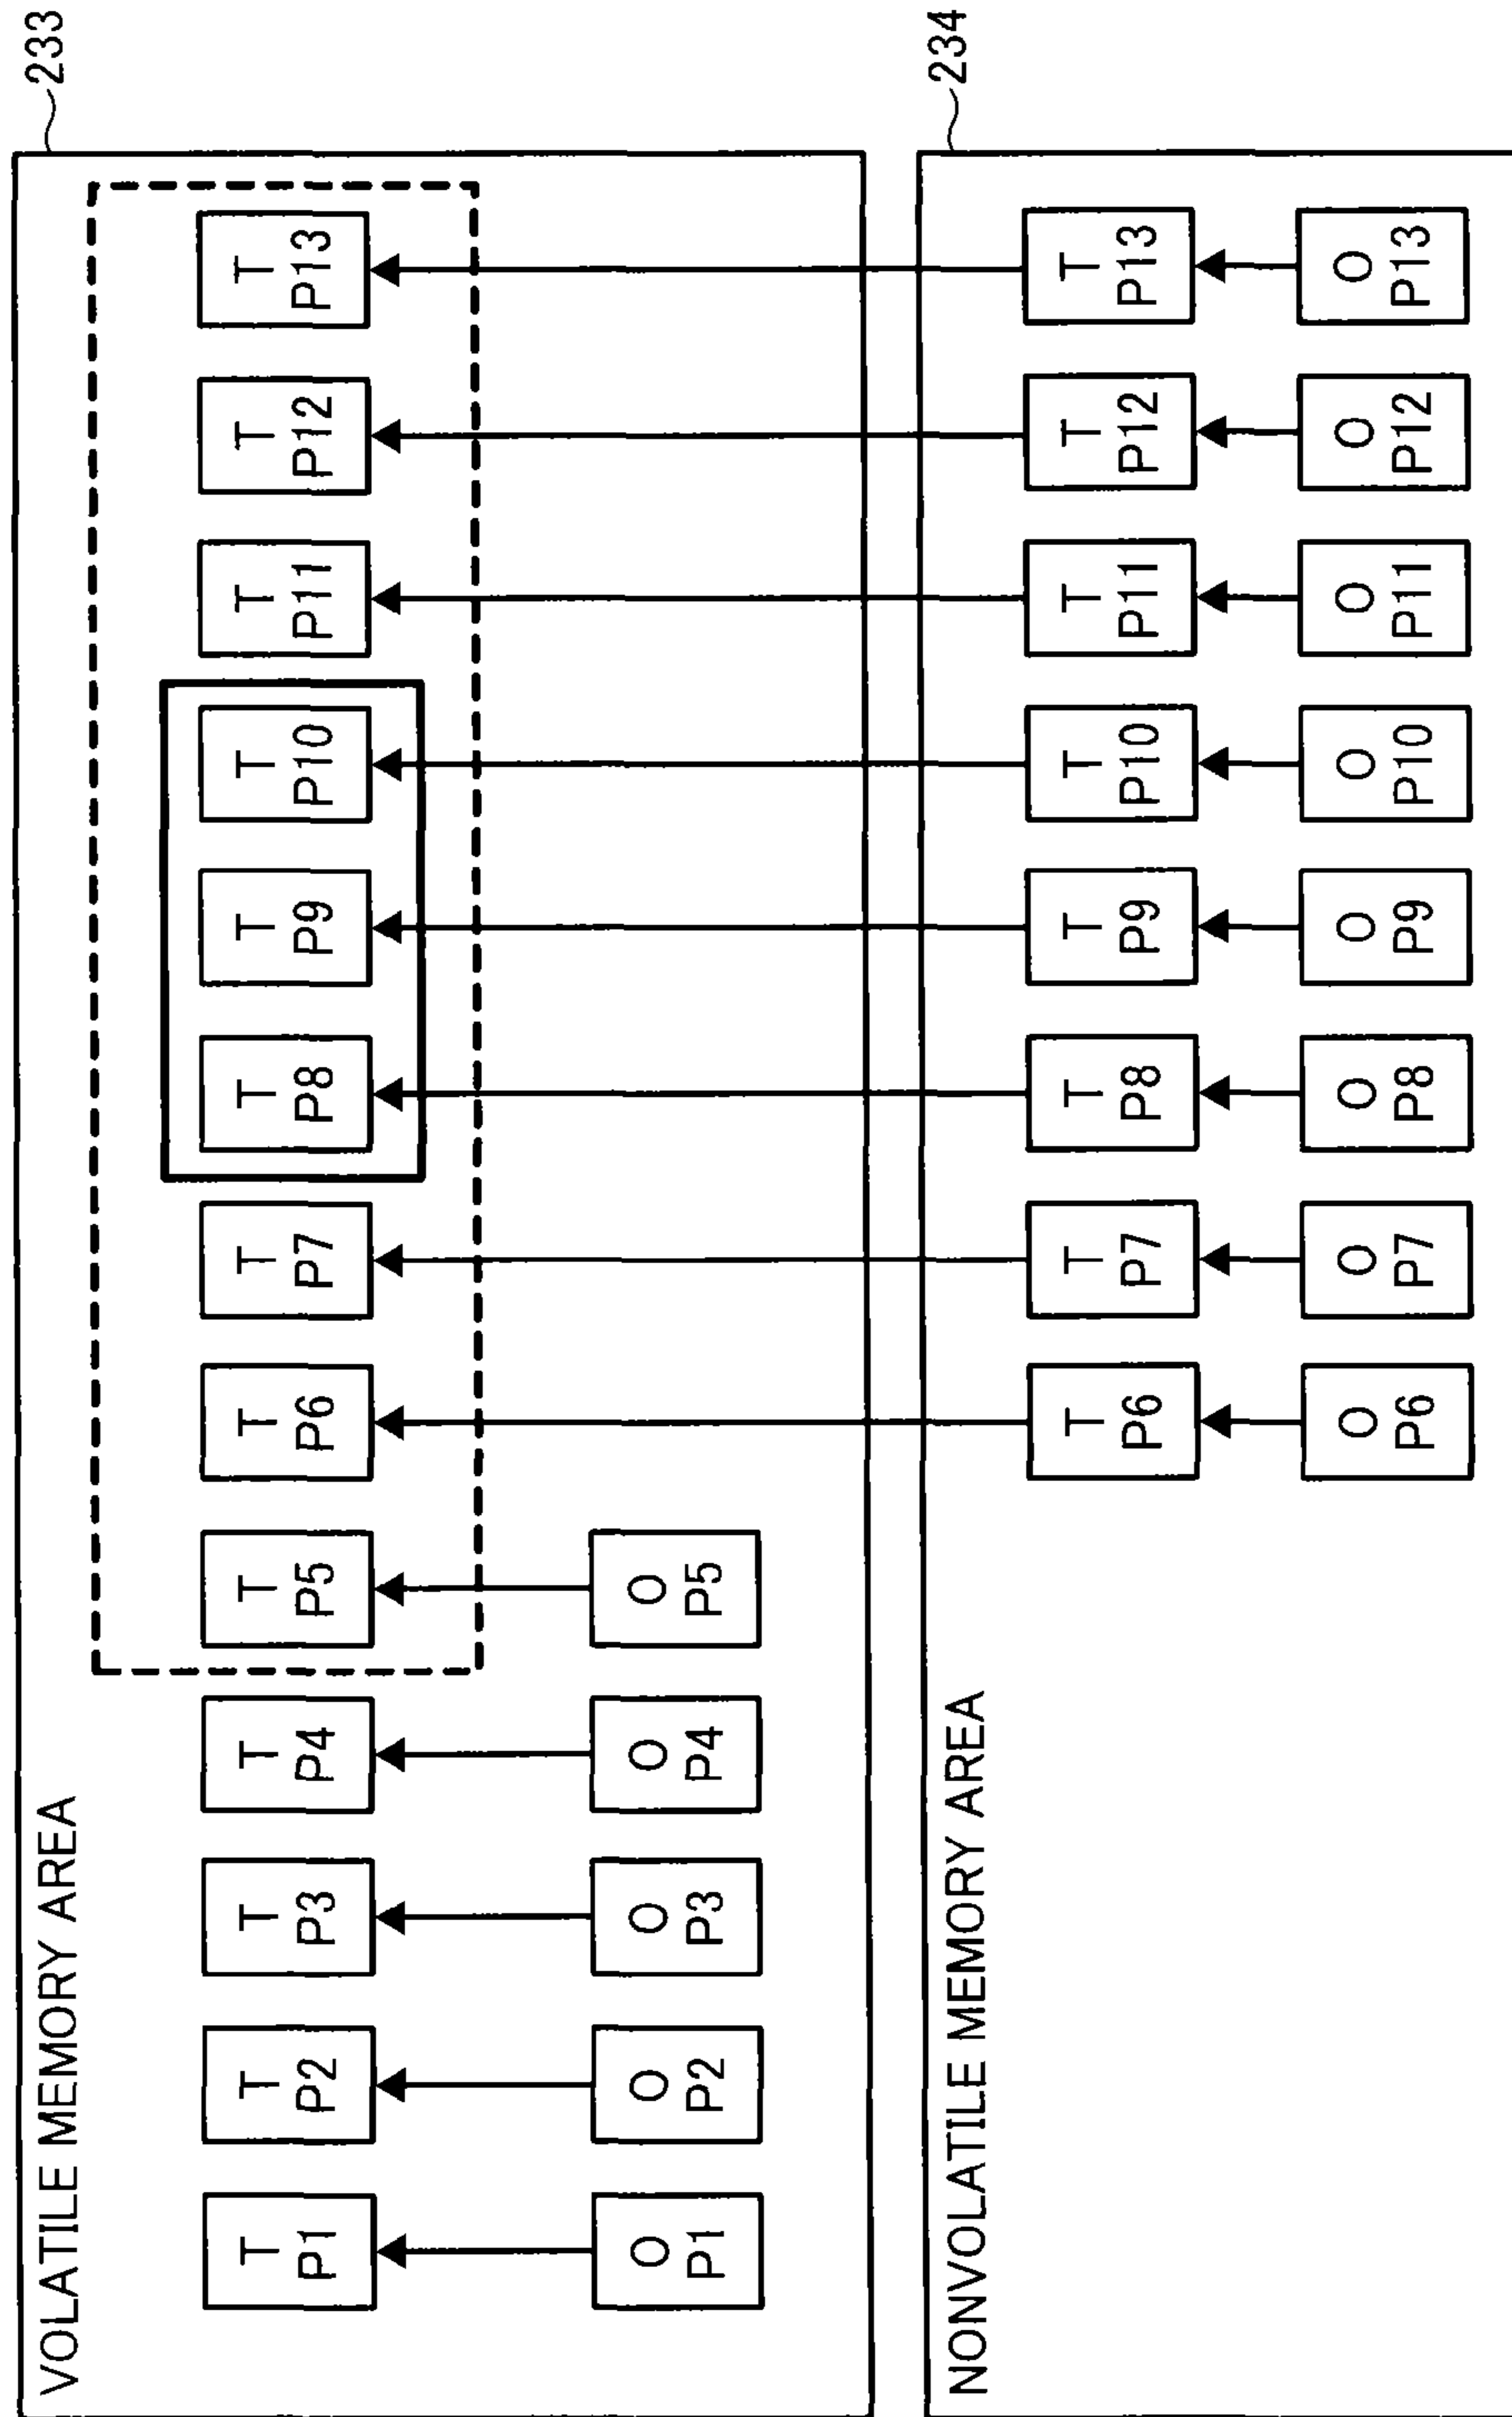 233
VOLATILE MEMORY AREA
T
P1
T
P2
T
P3
T
P4
T
P5
T
P6
T
P7
T
P8
T
P9
T
P10
T
P11
T
P12
T
P13
O
P1
O
P2
O
P3
O
P4
O
P5
234
NONVOLATILE MEMORY AREA
T
P6
T
P7
T
P8
T
P9
T
P10
T
P11
T
P12
T
P13
O
P6
O
P7
O
P8
O
P9
O
P10
O
P11
O
P12
O
P13